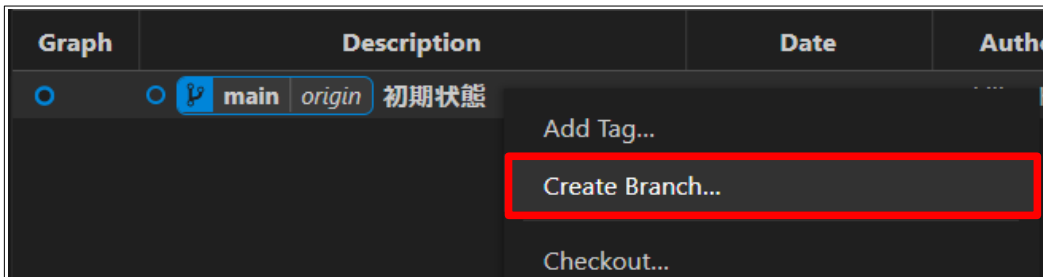 Graph Description Date Autho
main origin 初期状態
Add Tag...
Create Branch...
Checkout...